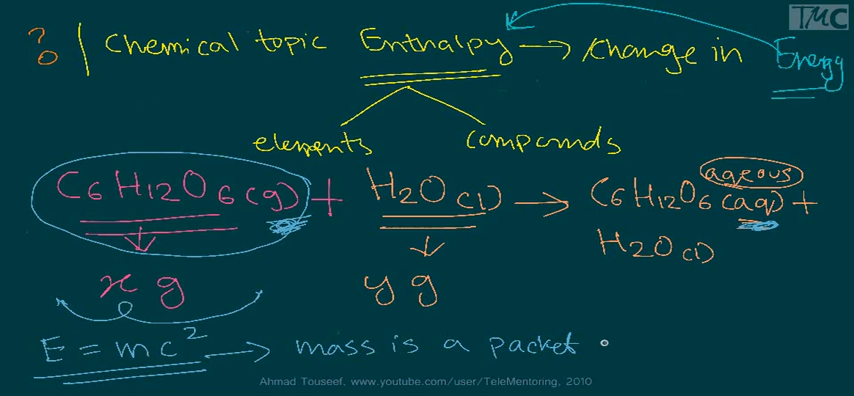 TMC
?
Chemical topic Enthalpy → Change in Energy
elements compounds
C6H12O6(g) + H2O(l) → C6H12O6(aq) +
ageous
H2O(l)
x g y g
E = mc² → mass is a packet
Ahmad Touseef, www.youtube.com/user/TeleMentoring, 2010